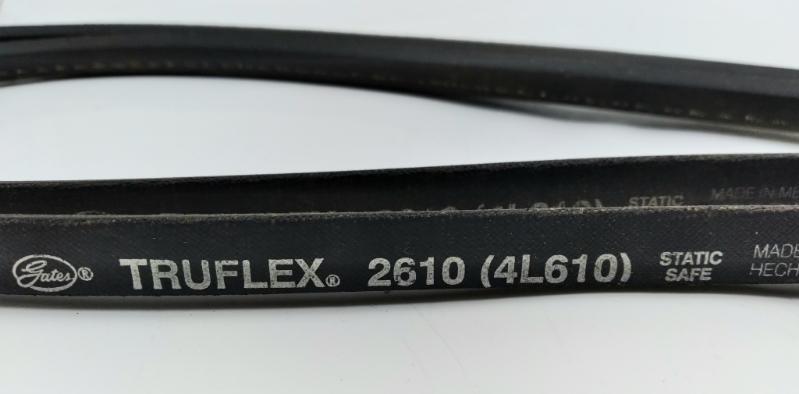 STATIC MADE IN ME
Gates® TRUFLEX® 2610 (4L610) STATIC SAFE MADE HECH